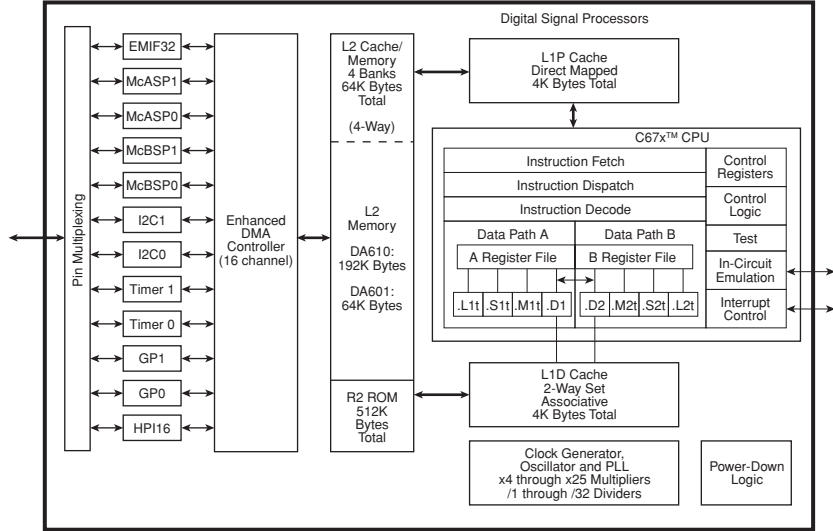 Digital Signal Processors
Pin Multiplexing
EMIF32
McASP1
McASP0
McBSP1
McBSP0
I2C1
I2C0
Timer 1
Timer 0
GP1
GP0
HPI16
Enhanced
DMA
Controller
(16 channel)
L2 Cache/
Memory
4 Banks
64K Bytes
Total
(4-Way)
L2
Memory
DA610:
192K Bytes
DA601:
64K Bytes
R2 ROM
512K
Bytes
Total
L1P Cache
Direct Mapped
4K Bytes Total
C67x™ CPU
Instruction Fetch
Instruction Dispatch
Instruction Decode
Data Path A
Data Path B
A Register File
B Register File
.L1t
.S1t
.M1t
.D1
.D2
.M2t
.S2t
.L2t
Control
Registers
Control
Logic
Test
In-Circuit
Emulation
Interrupt
Control
L1D Cache
2-Way Set
Associative
4K Bytes Total
Clock Generator,
Oscillator and PLL
x4 through x25 Multipliers
/1 through /32 Dividers
Power-Down
Logic